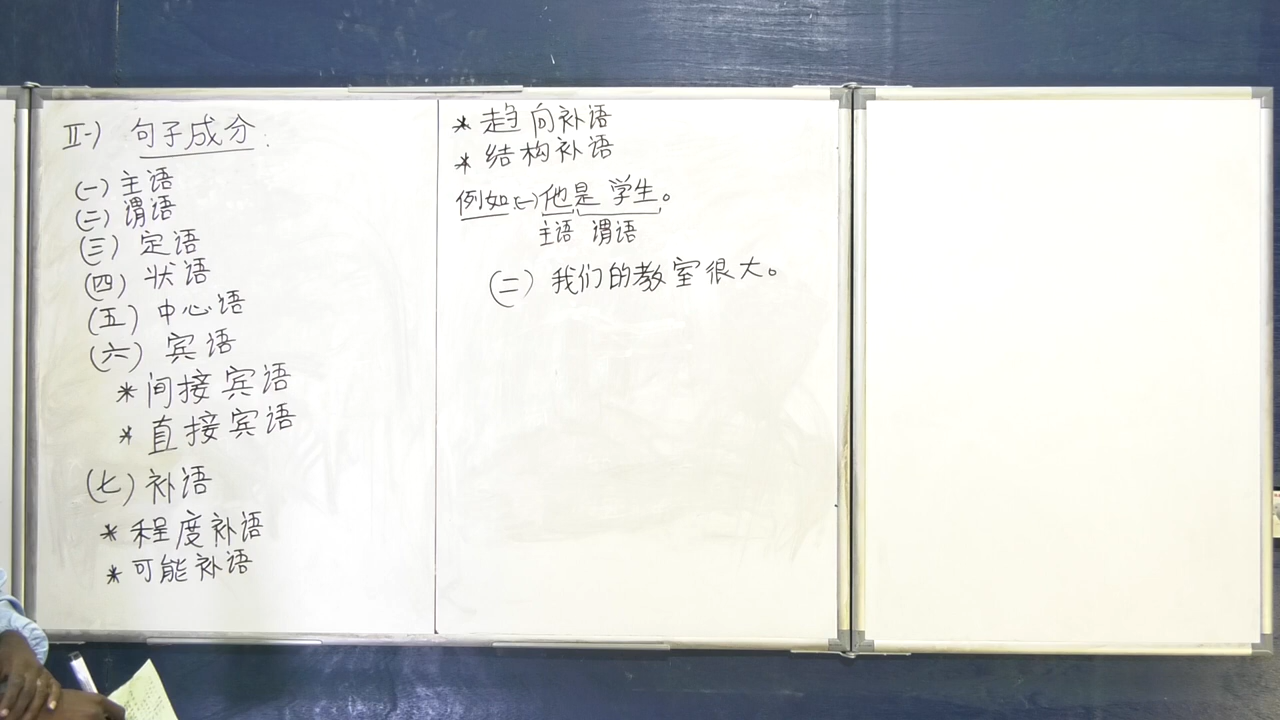 II-) 句子成分:
(一) 主语
(二) 谓语
(三) 定语
(四) 状语
(五) 中心语
(六) 宾语
* 间接宾语
* 直接宾语
(七) 补语
* 程度补语
* 可能补语
* 趋向补语
* 结构补语
例如:(一)他是 学生。
主语 谓语
(二) 我们的教室很大。